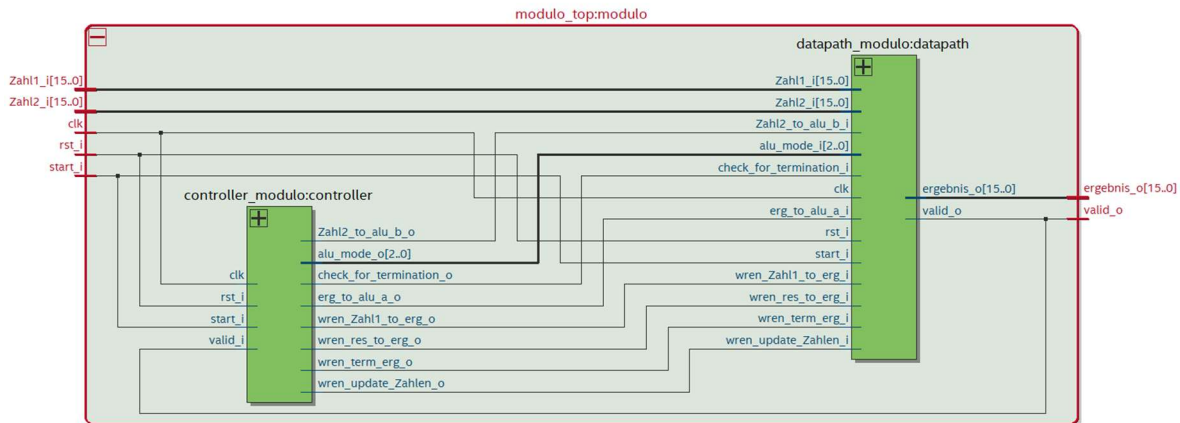 modulo_top:modulo
datapath_modulo:datapath
Zahl1_i[15..0]
Zahl2_i[15..0]
clk
rst_i
start_i
controller_modulo:controller
clk
rst_i
start_i
valid_i
Zahl2_to_alu_b_o
alu_mode_o[2..0]
check_for_termination_o
erg_to_alu_a_o
wren_Zahl1_to_erg_o
wren_res_to_erg_o
wren_term_erg_o
wren_update_Zahlen_o
Zahl1_i[15..0]
Zahl2_i[15..0]
Zahl2_to_alu_b_i
alu_mode_i[2..0]
check_for_termination_i
clk
erg_to_alu_a_i
rst_i
start_i
wren_Zahl1_to_erg_i
wren_res_to_erg_i
wren_term_erg_i
wren_update_Zahlen_i
ergebnis_o[15..0]
valid_o
ergebnis_o[15..0]
valid_o